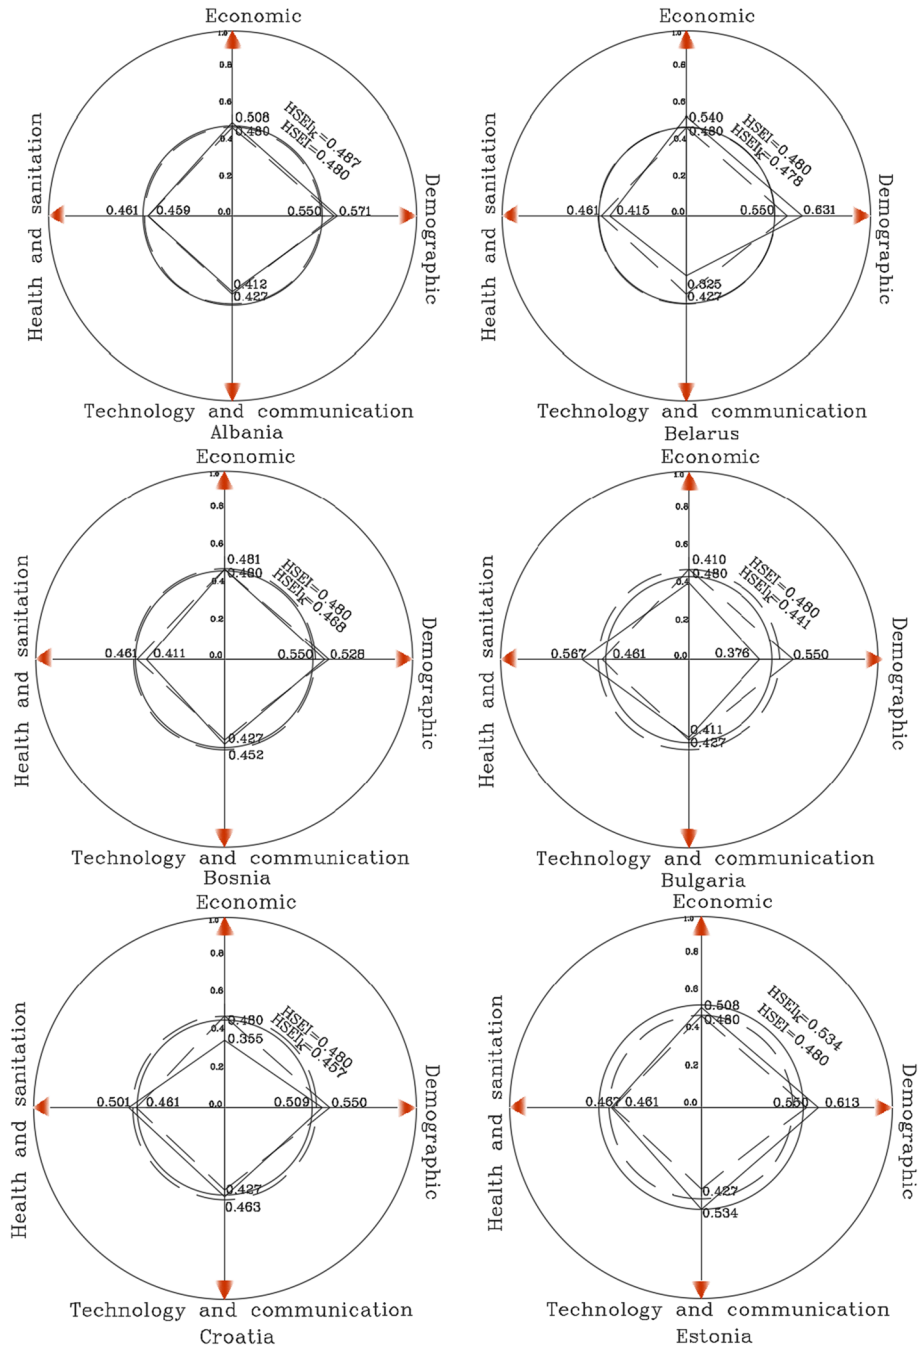 Economic
1.0
0.8
0.6
0.508
0.480
0.4
HSEIk=0.487
HSEI=0.480
0.2
0.461
0.459
0.0
0.550
0.571
0.412
0.427
Health and sanitation
Demographic
Technology and communication
Albania
Economic
1.0
0.8
0.6
0.540
0.480
0.4
HSEI=0.480
HSEIk=0.478
0.2
0.461
0.415
0.0
0.550
0.631
0.325
0.427
Health and sanitation
Demographic
Technology and communication
Belarus
Economic
1.0
0.8
0.6
0.481
0.480
0.4
HSEI=0.480
HSEIk=0.468
0.2
0.461
0.411
0.0
0.550
0.528
0.427
0.452
Health and sanitation
Demographic
Technology and communication
Bosnia
Economic
1.0
0.8
0.6
0.410
0.480
0.4
HSEI=0.480
HSEIk=0.441
0.2
0.567
0.461
0.0
0.376
0.550
0.411
0.427
Health and sanitation
Demographic
Technology and communication
Bulgaria
Economic
1.0
0.8
0.6
0.480
0.4
0.355
HSEI=0.480
HSEIk=0.457
0.2
0.501
0.461
0.0
0.509
0.550
0.427
0.463
Health and sanitation
Demographic
Technology and communication
Croatia
Economic
1.0
0.8
0.6
0.508
0.480
0.4
HSEIk=0.534
HSEI=0.480
0.2
0.467
0.461
0.0
0.550
0.613
0.427
0.534
Health and sanitation
Demographic
Technology and communication
Estonia